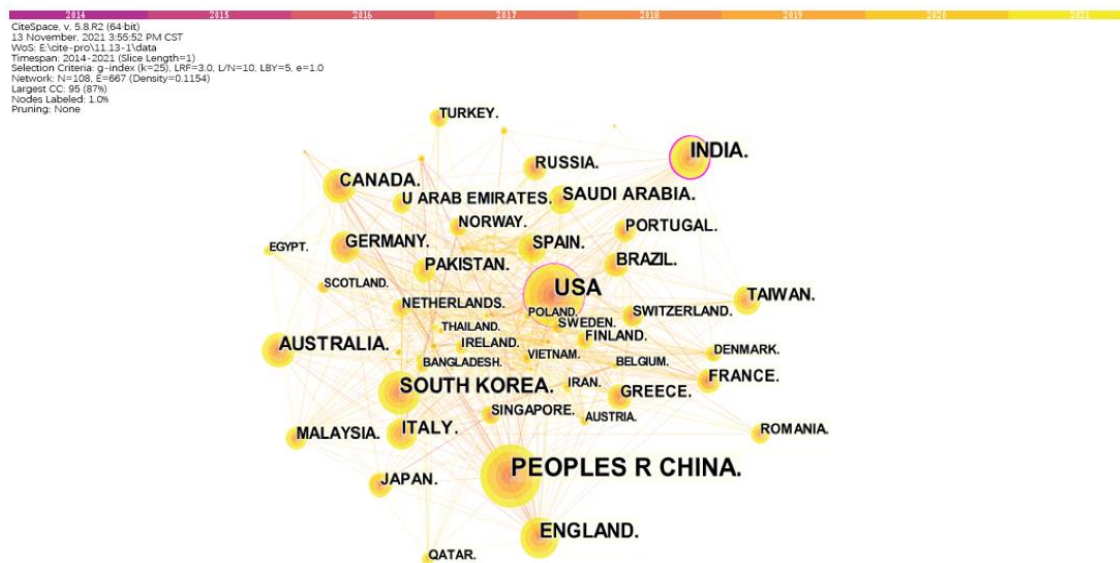 2014 2015 2016 2017 2018 2019 2020 2021
CiteSpace, v. 5.8.R2 (64-bit)
13 November, 2021 3:55:52 PM CST
WoS: E:\cite-pro\11.13-1\data
Timespan: 2014-2021 (Slice Length=1)
Selection Criteria: g-index (k=25), LRF=3.0, L/N=10, LBY=5, e=1.0
Network: N=108, E=667 (Density=0.1154)
Largest CC: 95 (87%)
Nodes Labeled: 1.0%
Pruning: None
TURKEY.
INDIA.
RUSSIA.
CANADA.
U ARAB EMIRATES.
SAUDI ARABIA.
NORWAY.
PORTUGAL.
EGYPT.
GERMANY.
SPAIN.
PAKISTAN.
BRAZIL.
SCOTLAND.
USA
TAIWAN.
NETHERLANDS.
POLAND.
SWITZERLAND.
THAILAND.
SWEDEN.
AUSTRALIA.
IRELAND.
FINLAND.
BANGLADESH.
VIETNAM.
BELGIUM.
DENMARK.
SOUTH KOREA.
IRAN.
GREECE.
FRANCE.
SINGAPORE.
AUSTRIA.
MALAYSIA.
ITALY.
ROMANIA.
PEOPLES R CHINA.
JAPAN.
ENGLAND.
QATAR.